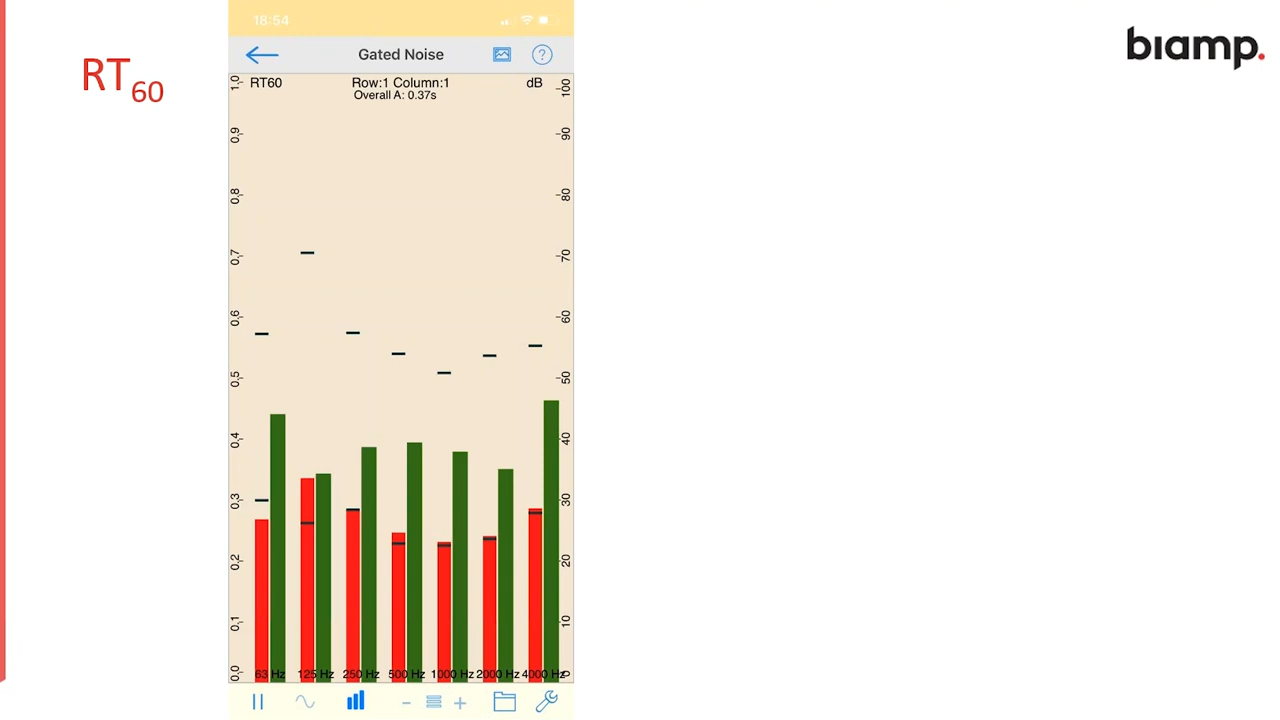 RT60
biamp.
18:54
Gated Noise
?
RT60 Row:1 Column:1 dB
Overall A: 0.37s
1,0 100
0,9 90
0,8 80
0,7 70
0,6 60
0,5 50
0,4 40
0,3 30
0,2 20
0,1 10
0,0 0
63 Hz 125 Hz 250 Hz 500 Hz 1000 Hz 2000 Hz 4000 Hz